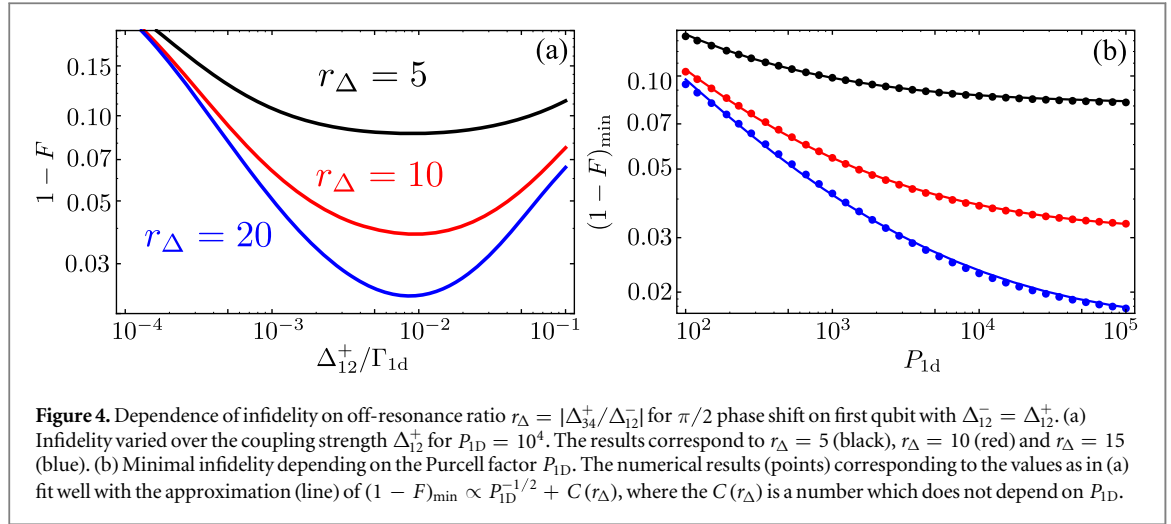 (a)
0.15
0.10
0.07
0.05
0.03
1 − F
r_Δ = 5
r_Δ = 10
r_Δ = 20
10^{−4}
10^{−3}
10^{−2}
10^{−1}
Δ^+_{12}/Γ_{1d}
(b)
0.10
0.07
0.05
0.03
0.02
(1 − F)_{min}
10^2
10^3
10^4
10^5
P_{1d}
Figure 4. Dependence of infidelity on off-resonance ratio r_Δ = |Δ^+_{34}/Δ^−_{12}| for π/2 phase shift on first qubit with Δ^−_{12} = Δ^+_{12}. (a)
Infidelity varied over the coupling strength Δ^+_{12} for P_{1D} = 10^4. The results correspond to r_Δ = 5 (black), r_Δ = 10 (red) and r_Δ = 15
(blue). (b) Minimal infidelity depending on the Purcell factor P_{1D}. The numerical results (points) corresponding to the values as in (a)
fit well with the approximation (line) of (1 − F)_{min} ∝ P_{1D}^{−1/2} + C(r_Δ), where the C(r_Δ) is a number which does not depend on P_{1D}.